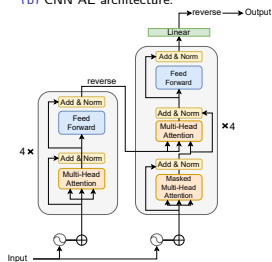 (b) CNN AE architecture.
reverse → Output
Linear
Add & Norm
Feed
Forward
Add & Norm
Multi-Head
Attention
Add & Norm
Masked
Multi-Head
Attention
×4
reverse
Add & Norm
Feed
Forward
Add & Norm
Multi-Head
Attention
4 ×
Input